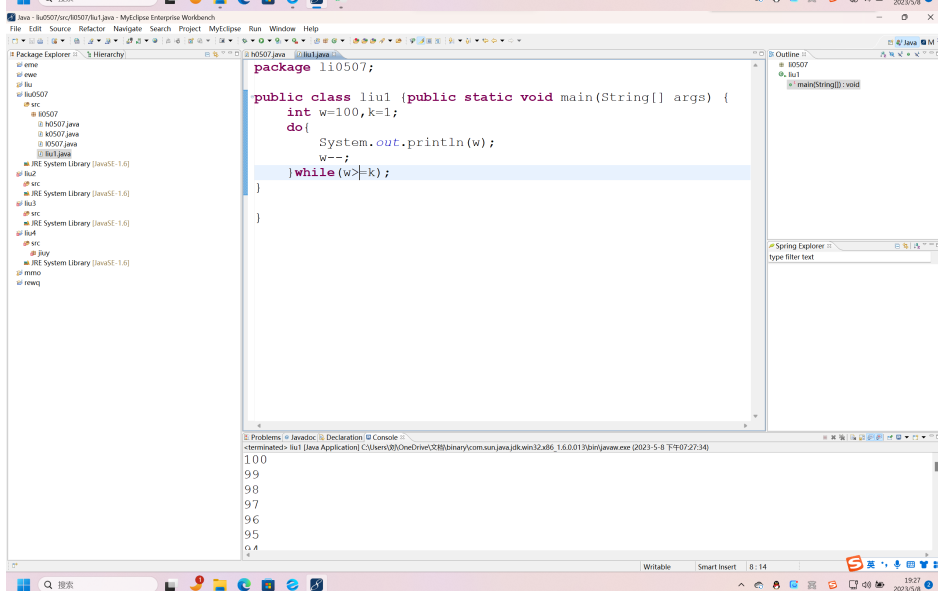 2023/5/8
Java - liu0507/src/li0507/liu1.java - MyEclipse Enterprise Workbench
File Edit Source Refactor Navigate Search Project MyEclipse Run Window Help
Java
Package Explorer Hierarchy
eme
ewe
liu
liu0507
src
li0507
h0507.java
k0507.java
l0507.java
liu1.java
JRE System Library [JavaSE-1.6]
liu2
src
JRE System Library [JavaSE-1.6]
liu3
src
JRE System Library [JavaSE-1.6]
liu4
src
jiuy
JRE System Library [JavaSE-1.6]
mmo
rewq
h0507.java liu1.java
package li0507;
public class liu1 {public static void main(String[] args) {
int w=100,k=1;
do{
System.out.println(w);
w--;
}while(w>=k);
}
}
Outline
li0507
liu1
main(String[]) : void
Spring Explorer
type filter text
Problems Javadoc Declaration Console
<terminated> liu1 [Java Application] C:\Users\刘\OneDrive\文档\binary\com.sun.java.jdk.win32.x86_1.6.0.013\bin\javaw.exe (2023-5-8 下午07:27:34)
100
99
98
97
96
95
94
Writable Smart Insert 8 : 14
英
搜索
19:27
2023/5/8